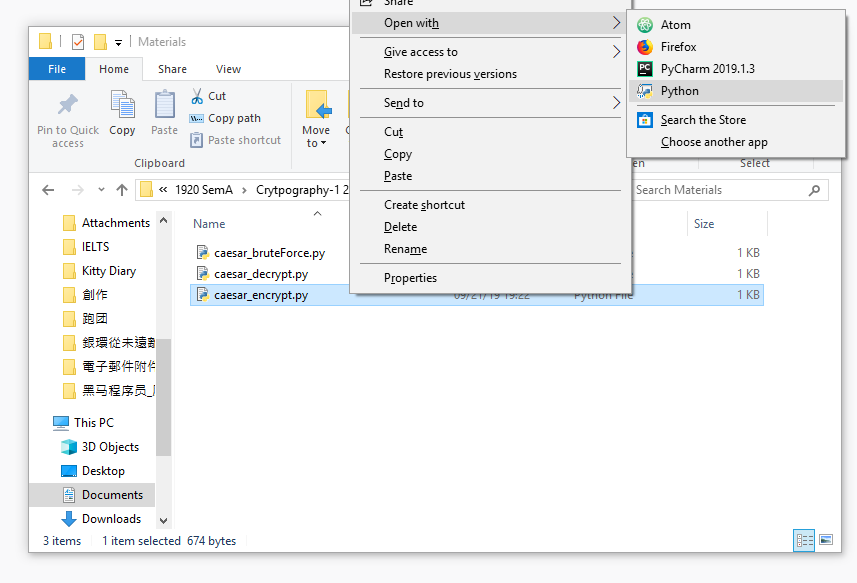 Share
Open with
Atom
Firefox
PyCharm 2019.1.3
Python
Search the Store
Choose another app
Give access to
Restore previous versions
Send to
Cut
Copy
Paste
Create shortcut
Delete
Rename
Properties
Materials
File Home Share View
Pin to Quick access
Copy
Paste
Cut
Copy path
Paste shortcut
Move to
Clipboard
Select
« 1920 SemA > Crytpography-1 2
Search Materials
Name Size
caesar_bruteForce.py 1 KB
caesar_decrypt.py 1 KB
caesar_encrypt.py 09/21/19 19:22 Python File 1 KB
Attachments
IELTS
Kitty Diary
創作
跑团
銀環從未遠
電子郵件附件
黑马程序员_
This PC
3D Objects
Desktop
Documents
Downloads
3 items 1 item selected 674 bytes